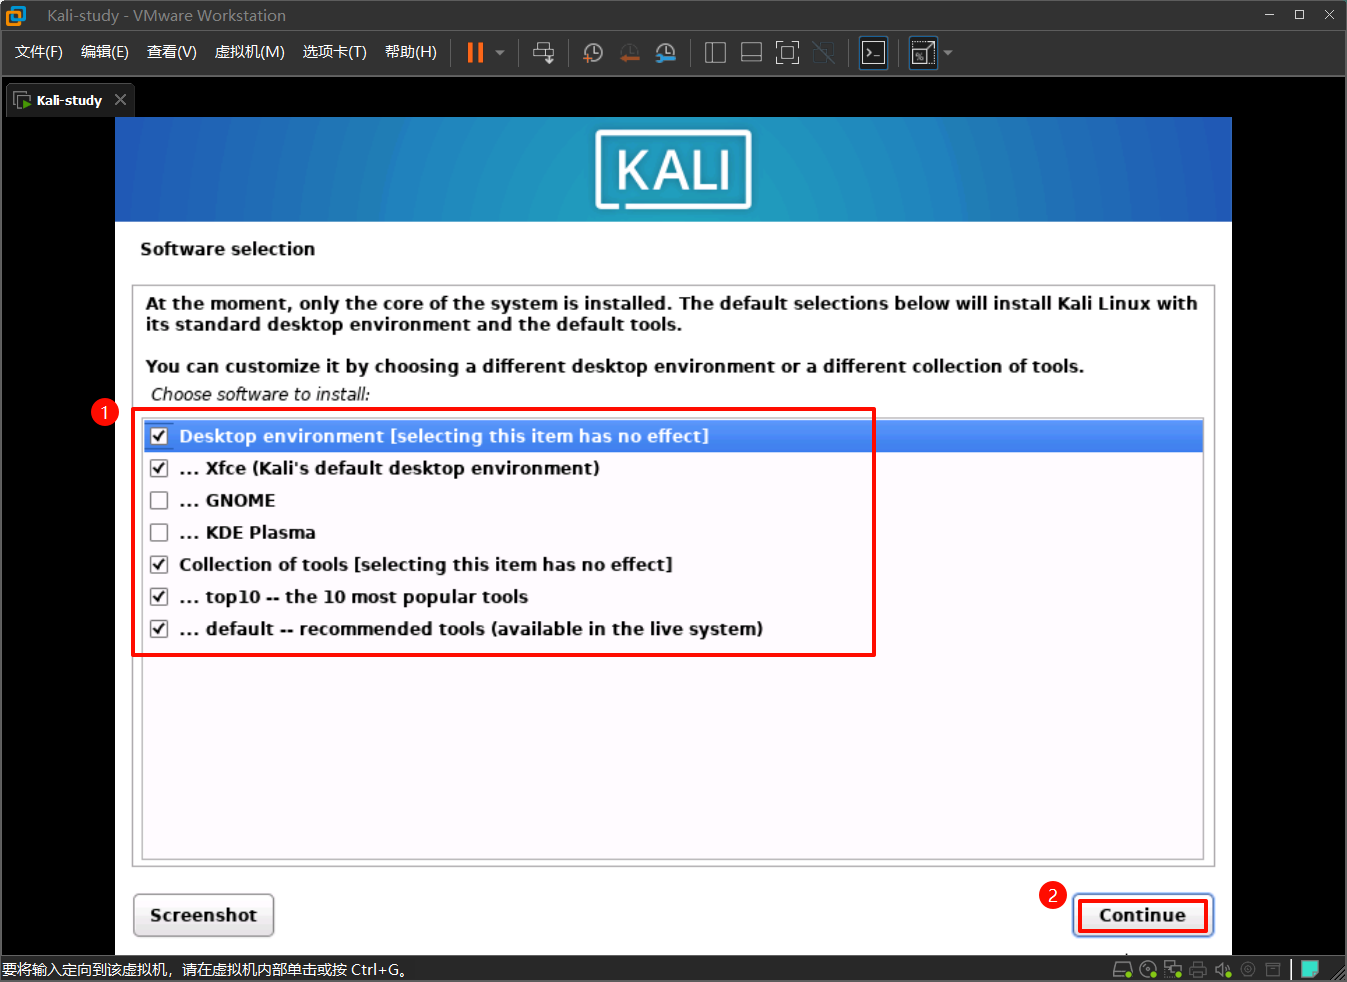 Kali-study - VMware Workstation
文件(F) 编辑(E) 查看(V) 虚拟机(M) 选项卡(T) 帮助(H)
Kali-study
KALI
Software selection
At the moment, only the core of the system is installed. The default selections below will install Kali Linux with
its standard desktop environment and the default tools.
You can customize it by choosing a different desktop environment or a different collection of tools.
Choose software to install:
1
Desktop environment [selecting this item has no effect]
... Xfce (Kali's default desktop environment)
... GNOME
... KDE Plasma
Collection of tools [selecting this item has no effect]
... top10 -- the 10 most popular tools
... default -- recommended tools (available in the live system)
2
Screenshot
Continue
要将输入定向到该虚拟机，请在虚拟机内部单击或按 Ctrl+G。